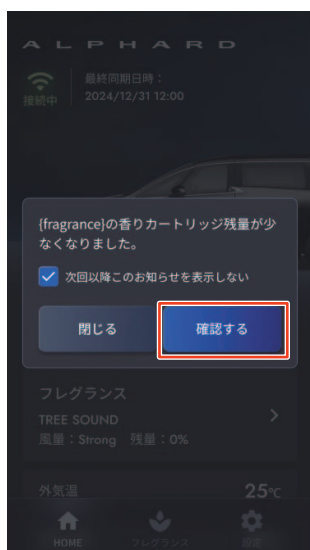 ALPHARD
最終同期日時：
接続中
2024/12/31 12:00
{fragrance}の香りカートリッジ残量が少
なくなりました。
次回以降このお知らせを表示しない
閉じる
確認する
フレグランス
TREE SOUND
風量：Strong 残量：0%
外気温
25℃
HOME
フレグランス
設定